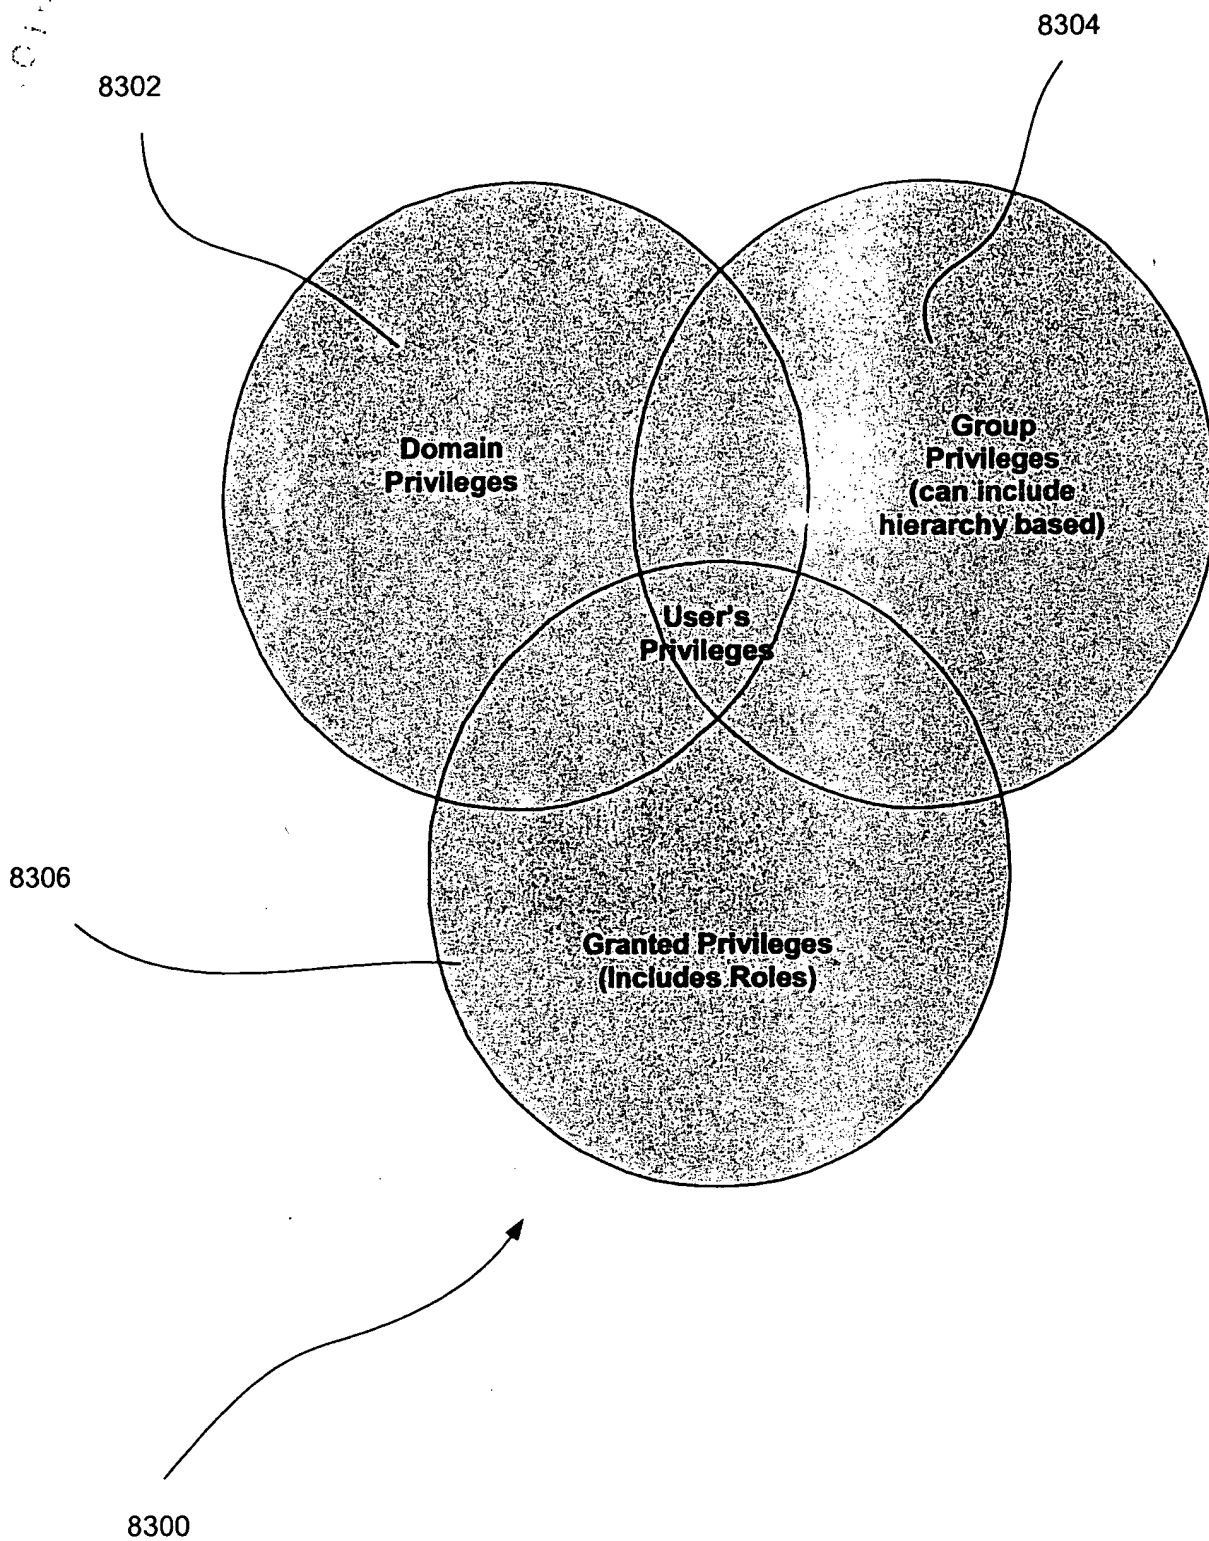 8304
8302
Domain
Privileges
Group
Privileges
(can include
hierarchy based)
User's
Privileges
8306
Granted Privileges
(Includes Roles)
8300